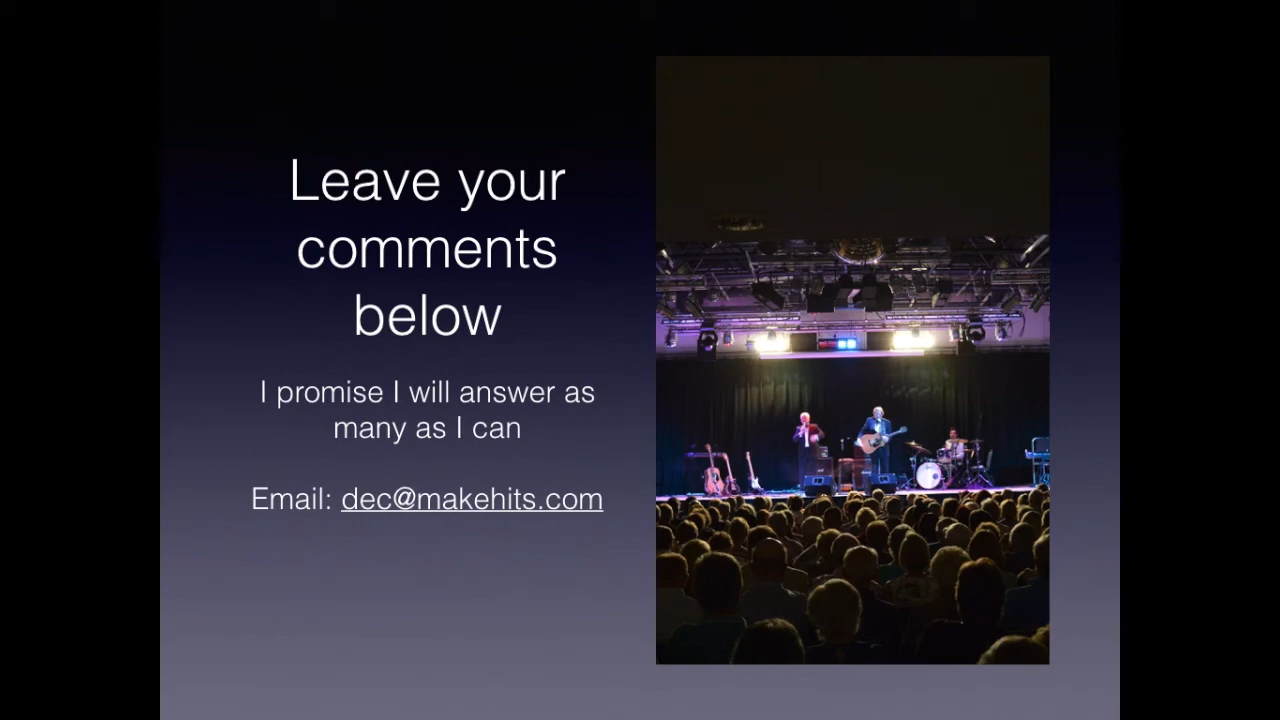 Leave your
comments
below
I promise I will answer as
many as I can
Email: dec@makehits.com